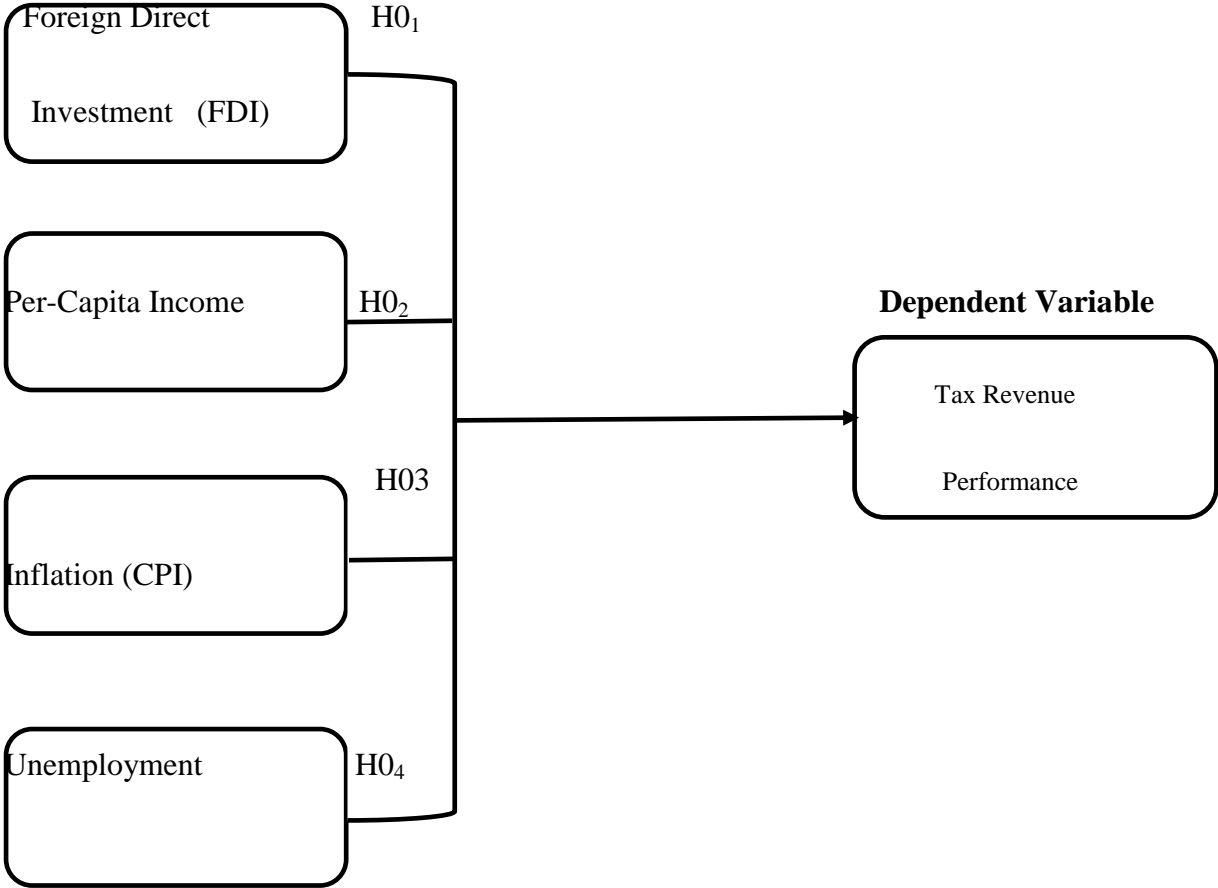 Foreign Direct
H0₁
Investment (FDI)
Per-Capita Income
H0₂
Dependent Variable
Tax Revenue
H03
Performance
Inflation (CPI)
Unemployment
H0₄